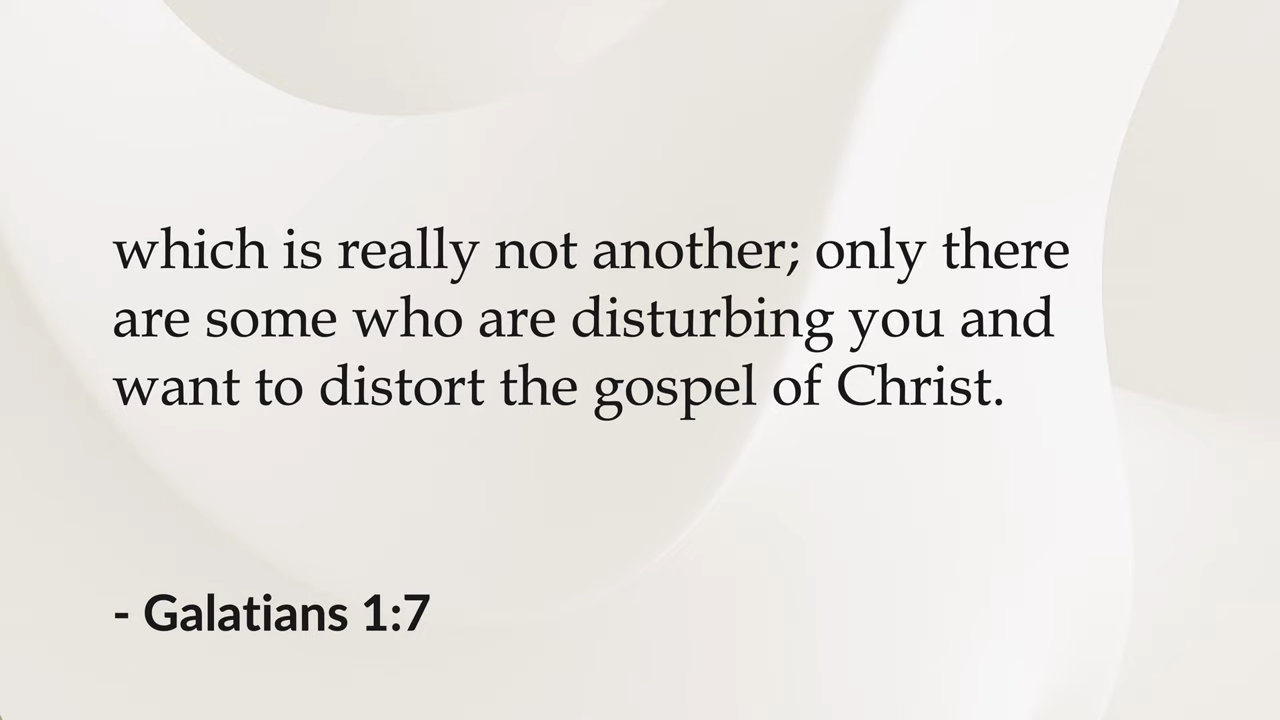 which is really not another; only there
are some who are disturbing you and
want to distort the gospel of Christ.
- Galatians 1:7